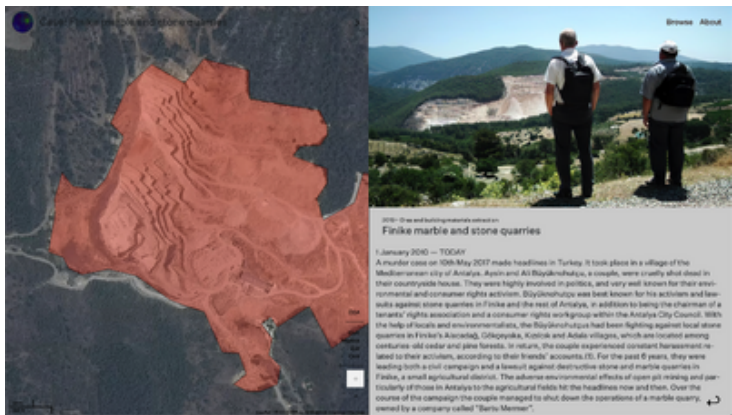 Case: Finike marble and stone quarries
Browse About
2010- Ores and building materials extraction
Finike marble and stone quarries
1 January 2010 — TODAY
A murder case on 10th May 2017 made headlines in Turkey. It took place in a village of the
Mediterranean city of Antalya. Aysin and Ali Büyüknohutçu, a couple, were cruelly shot dead in
their countryside house. They were highly involved in politics, and very well known for their envi-
ronmental and consumer rights activism. Büyüknohutçu was best known for his activism and law-
suits against stone quarries in Finike and the rest of Antalya, in addition to being the chairman of a
tenants' rights association and a consumer rights workgroup within the Antalya City Council. With
the help of locals and environmentalists, the Büyüknohutçus had been fighting against local stone
quarries in Finike's Alacadağ, Gökçeyaka, Kızılcık and Adala villages, which are located among
centuries-old cedar and pine forests. In return, the couple experienced constant harassment re-
lated to their activism, according to their friends' accounts.(1). For the past 6 years, they were
leading both a civil campaign and a lawsuit against destructive stone and marble quarries in
Finike, a small agricultural district. The adverse environmental effects of open pit mining and par-
ticularly of those in Antalya to the agricultural fields hit the headlines now and then. Over the
course of the campaign the couple managed to shut down the operations of a marble quarry,
owned by a company called "Bartu Mermer".